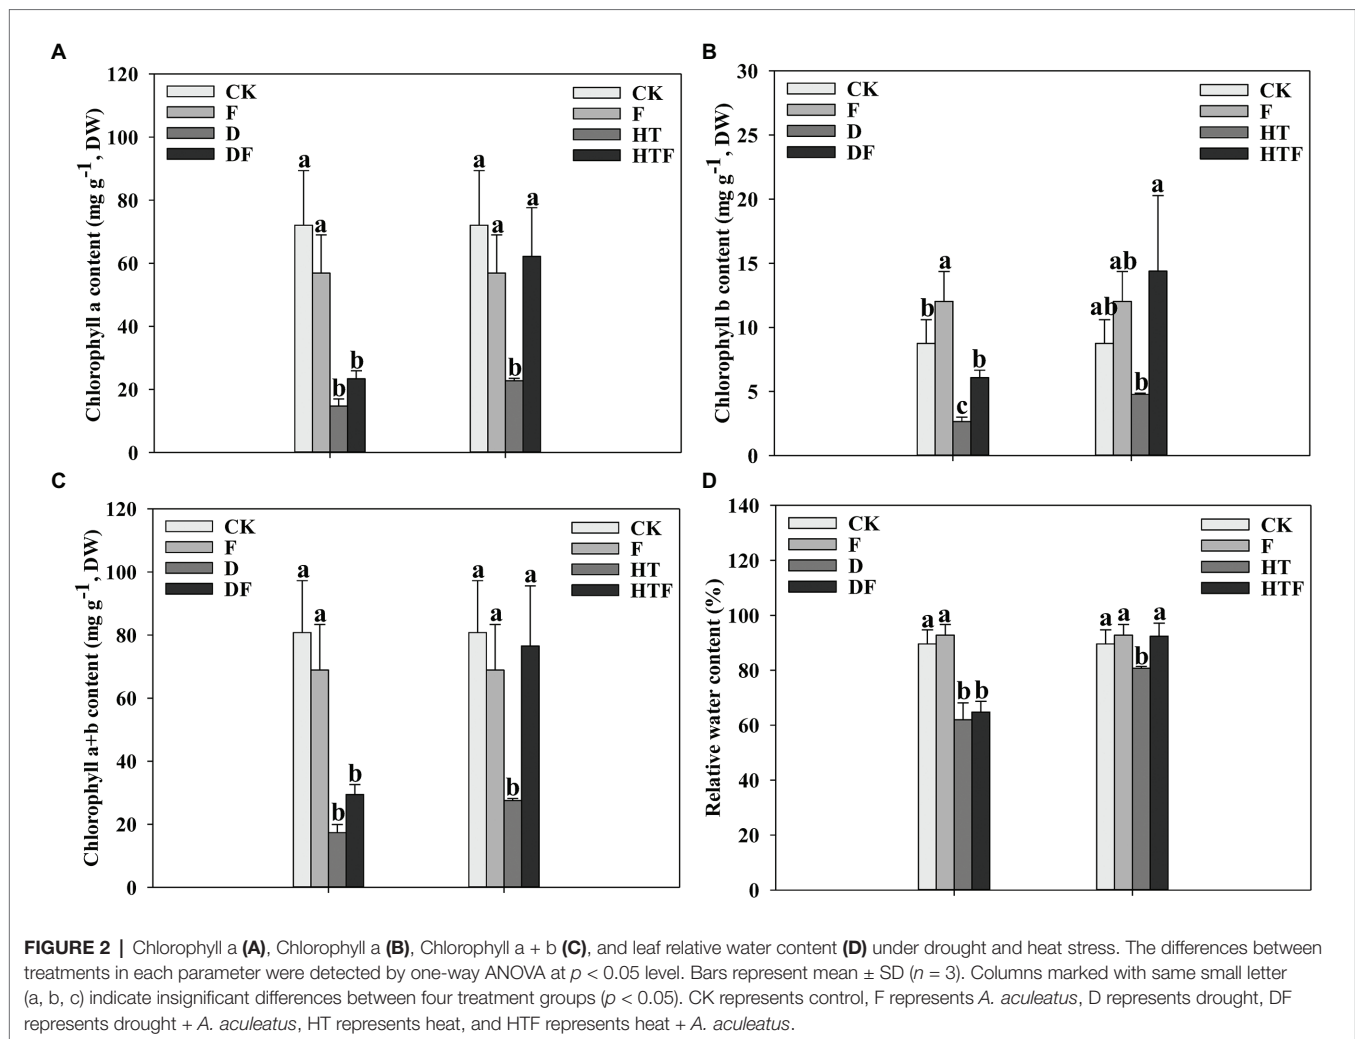 A
Chlorophyll a content (mg g-1, DW)
120
100
80
60
40
20
0
CK
F
D
DF
CK
F
HT
HTF
a
a
b
b
a
a
b
a
B
Chlorophyll b content (mg g-1, DW)
30
25
20
15
10
5
0
CK
F
D
DF
CK
F
HT
HTF
b
a
c
b
ab
ab
b
a
C
Chlorophyll a+b content (mg g-1, DW)
120
100
80
60
40
20
0
CK
F
D
DF
CK
F
HT
HTF
a
a
b
b
a
a
b
a
D
Relative water content (%)
140
120
100
80
60
40
20
0
CK
F
D
DF
CK
F
HT
HTF
a
a
b
b
a
a
b
a
FIGURE 2 | Chlorophyll a (A), Chlorophyll a (B), Chlorophyll a + b (C), and leaf relative water content (D) under drought and heat stress. The differences between
treatments in each parameter were detected by one-way ANOVA at p < 0.05 level. Bars represent mean ± SD (n = 3). Columns marked with same small letter
(a, b, c) indicate insignificant differences between four treatment groups (p < 0.05). CK represents control, F represents A. aculeatus, D represents drought, DF
represents drought + A. aculeatus, HT represents heat, and HTF represents heat + A. aculeatus.